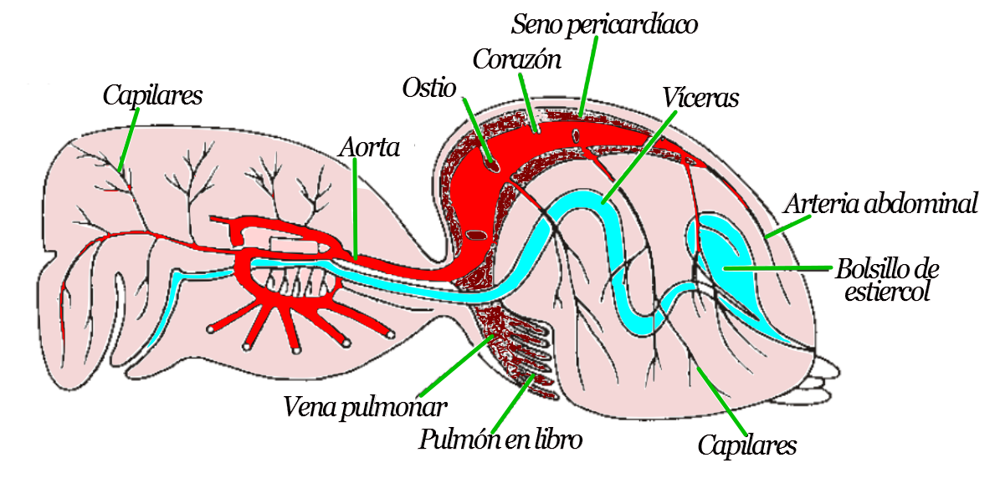 Seno pericardíaco
Corazón
Ostio
Víceras
Capilares
Aorta
Arteria abdominal
Bolsillo de
estiercol
Vena pulmonar
Pulmón en libro
Capilares